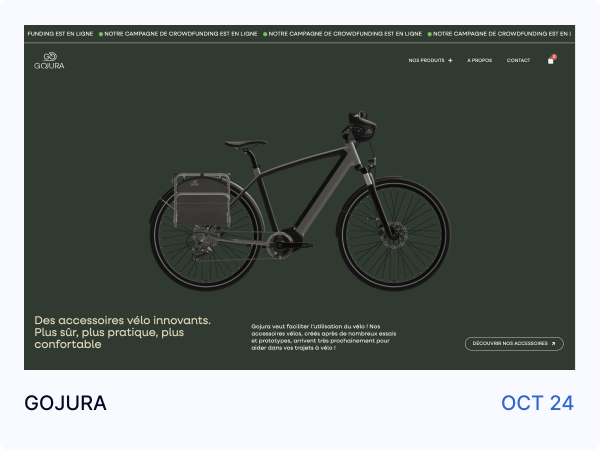 FUNDING EST EN LIGNE NOTRE CAMPAGNE DE CROWDFUNDING EST EN LIGNE NOTRE CAMPAGNE DE CROWDFUNDING EST EN LIGNE NOTRE CAMPAGNE DE CROWDFUNDING EST EN L
GOJURA
NOS PRODUITS + A PROPOS CONTACT
Des accessoires vélo innovants.
Plus sûr, plus pratique, plus
confortable
Gojura veut faciliter l'utilisation du vélo ! Nos
accessoires vélos, créés après de nombreux essais
et prototypes, arrivent très prochainement pour
aider dans vos trajets à vélo !
DÉCOUVRIR NOS ACCESSOIRES
GOJURA
OCT 24